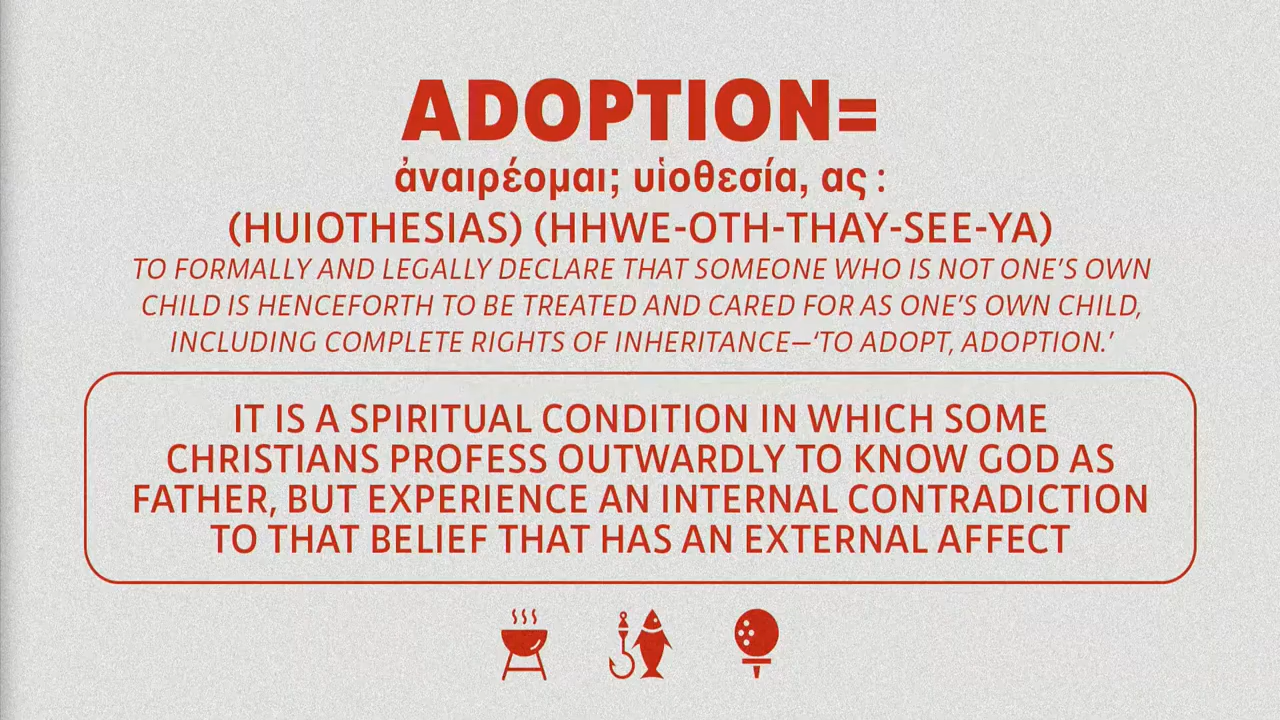 ADOPTION=
ἀναιρέομαι; υἱοθεσία, ας :
(HUIOTHESIAS) (HHWE-OTH-THAY-SEE-YA)
TO FORMALLY AND LEGALLY DECLARE THAT SOMEONE WHO IS NOT ONE’S OWN
CHILD IS HENCEFORTH TO BE TREATED AND CARED FOR AS ONE’S OWN CHILD,
INCLUDING COMPLETE RIGHTS OF INHERITANCE—‘TO ADOPT, ADOPTION.’
IT IS A SPIRITUAL CONDITION IN WHICH SOME
CHRISTIANS PROFESS OUTWARDLY TO KNOW GOD AS
FATHER, BUT EXPERIENCE AN INTERNAL CONTRADICTION
TO THAT BELIEF THAT HAS AN EXTERNAL AFFECT